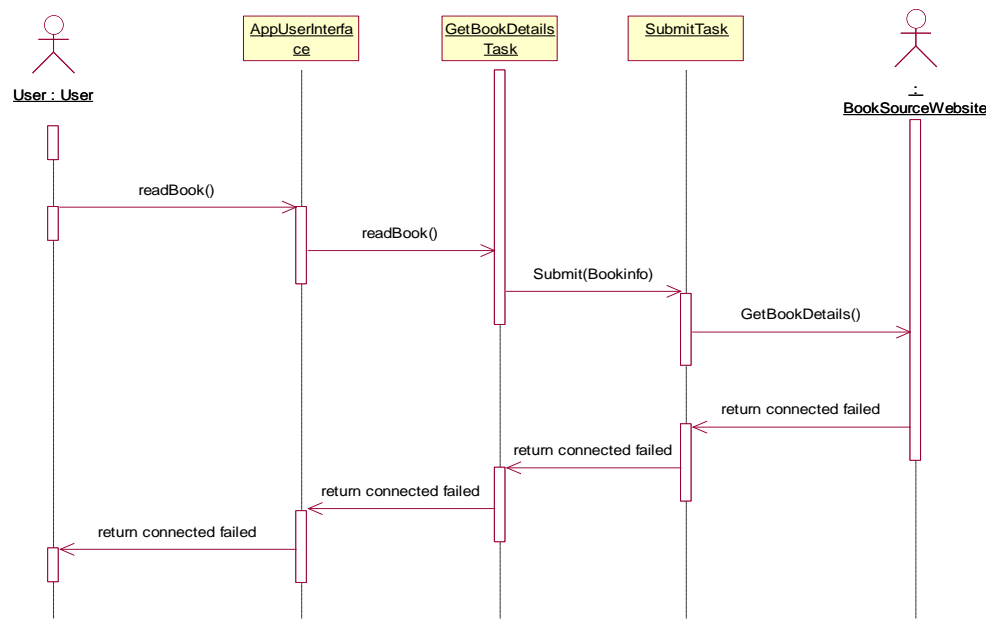 AppUserInterfa
ce
GetBookDetails
Task
SubmitTask
User : User
:
BookSourceWebsite
readBook()
readBook()
Submit(Bookinfo)
GetBookDetails()
return connected failed
return connected failed
return connected failed
return connected failed